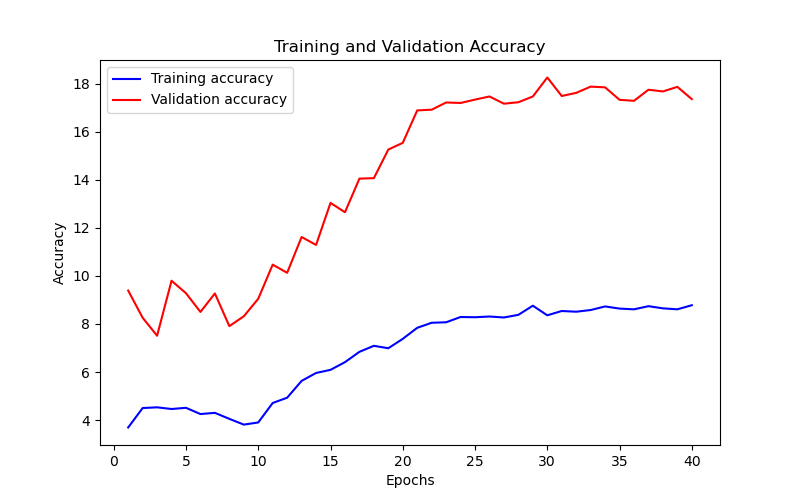 Training and Validation Accuracy
Training accuracy
Validation accuracy
18
16
14
12
10
8
6
4
Accuracy
0 5 10 15 20 25 30 35 40
Epochs